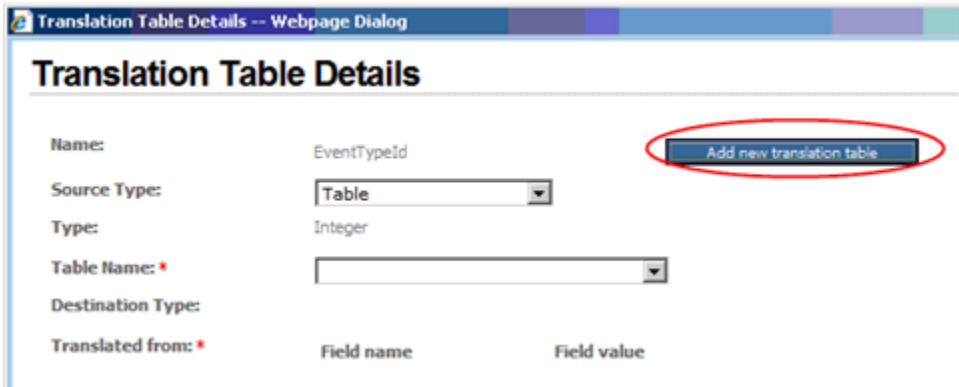 Translation Table Details -- Webpage Dialog
Translation Table Details
Name: EventTypeId Add new translation table
Source Type: Table
Type: Integer
Table Name: *
Destination Type:
Translated from: * Field name Field value